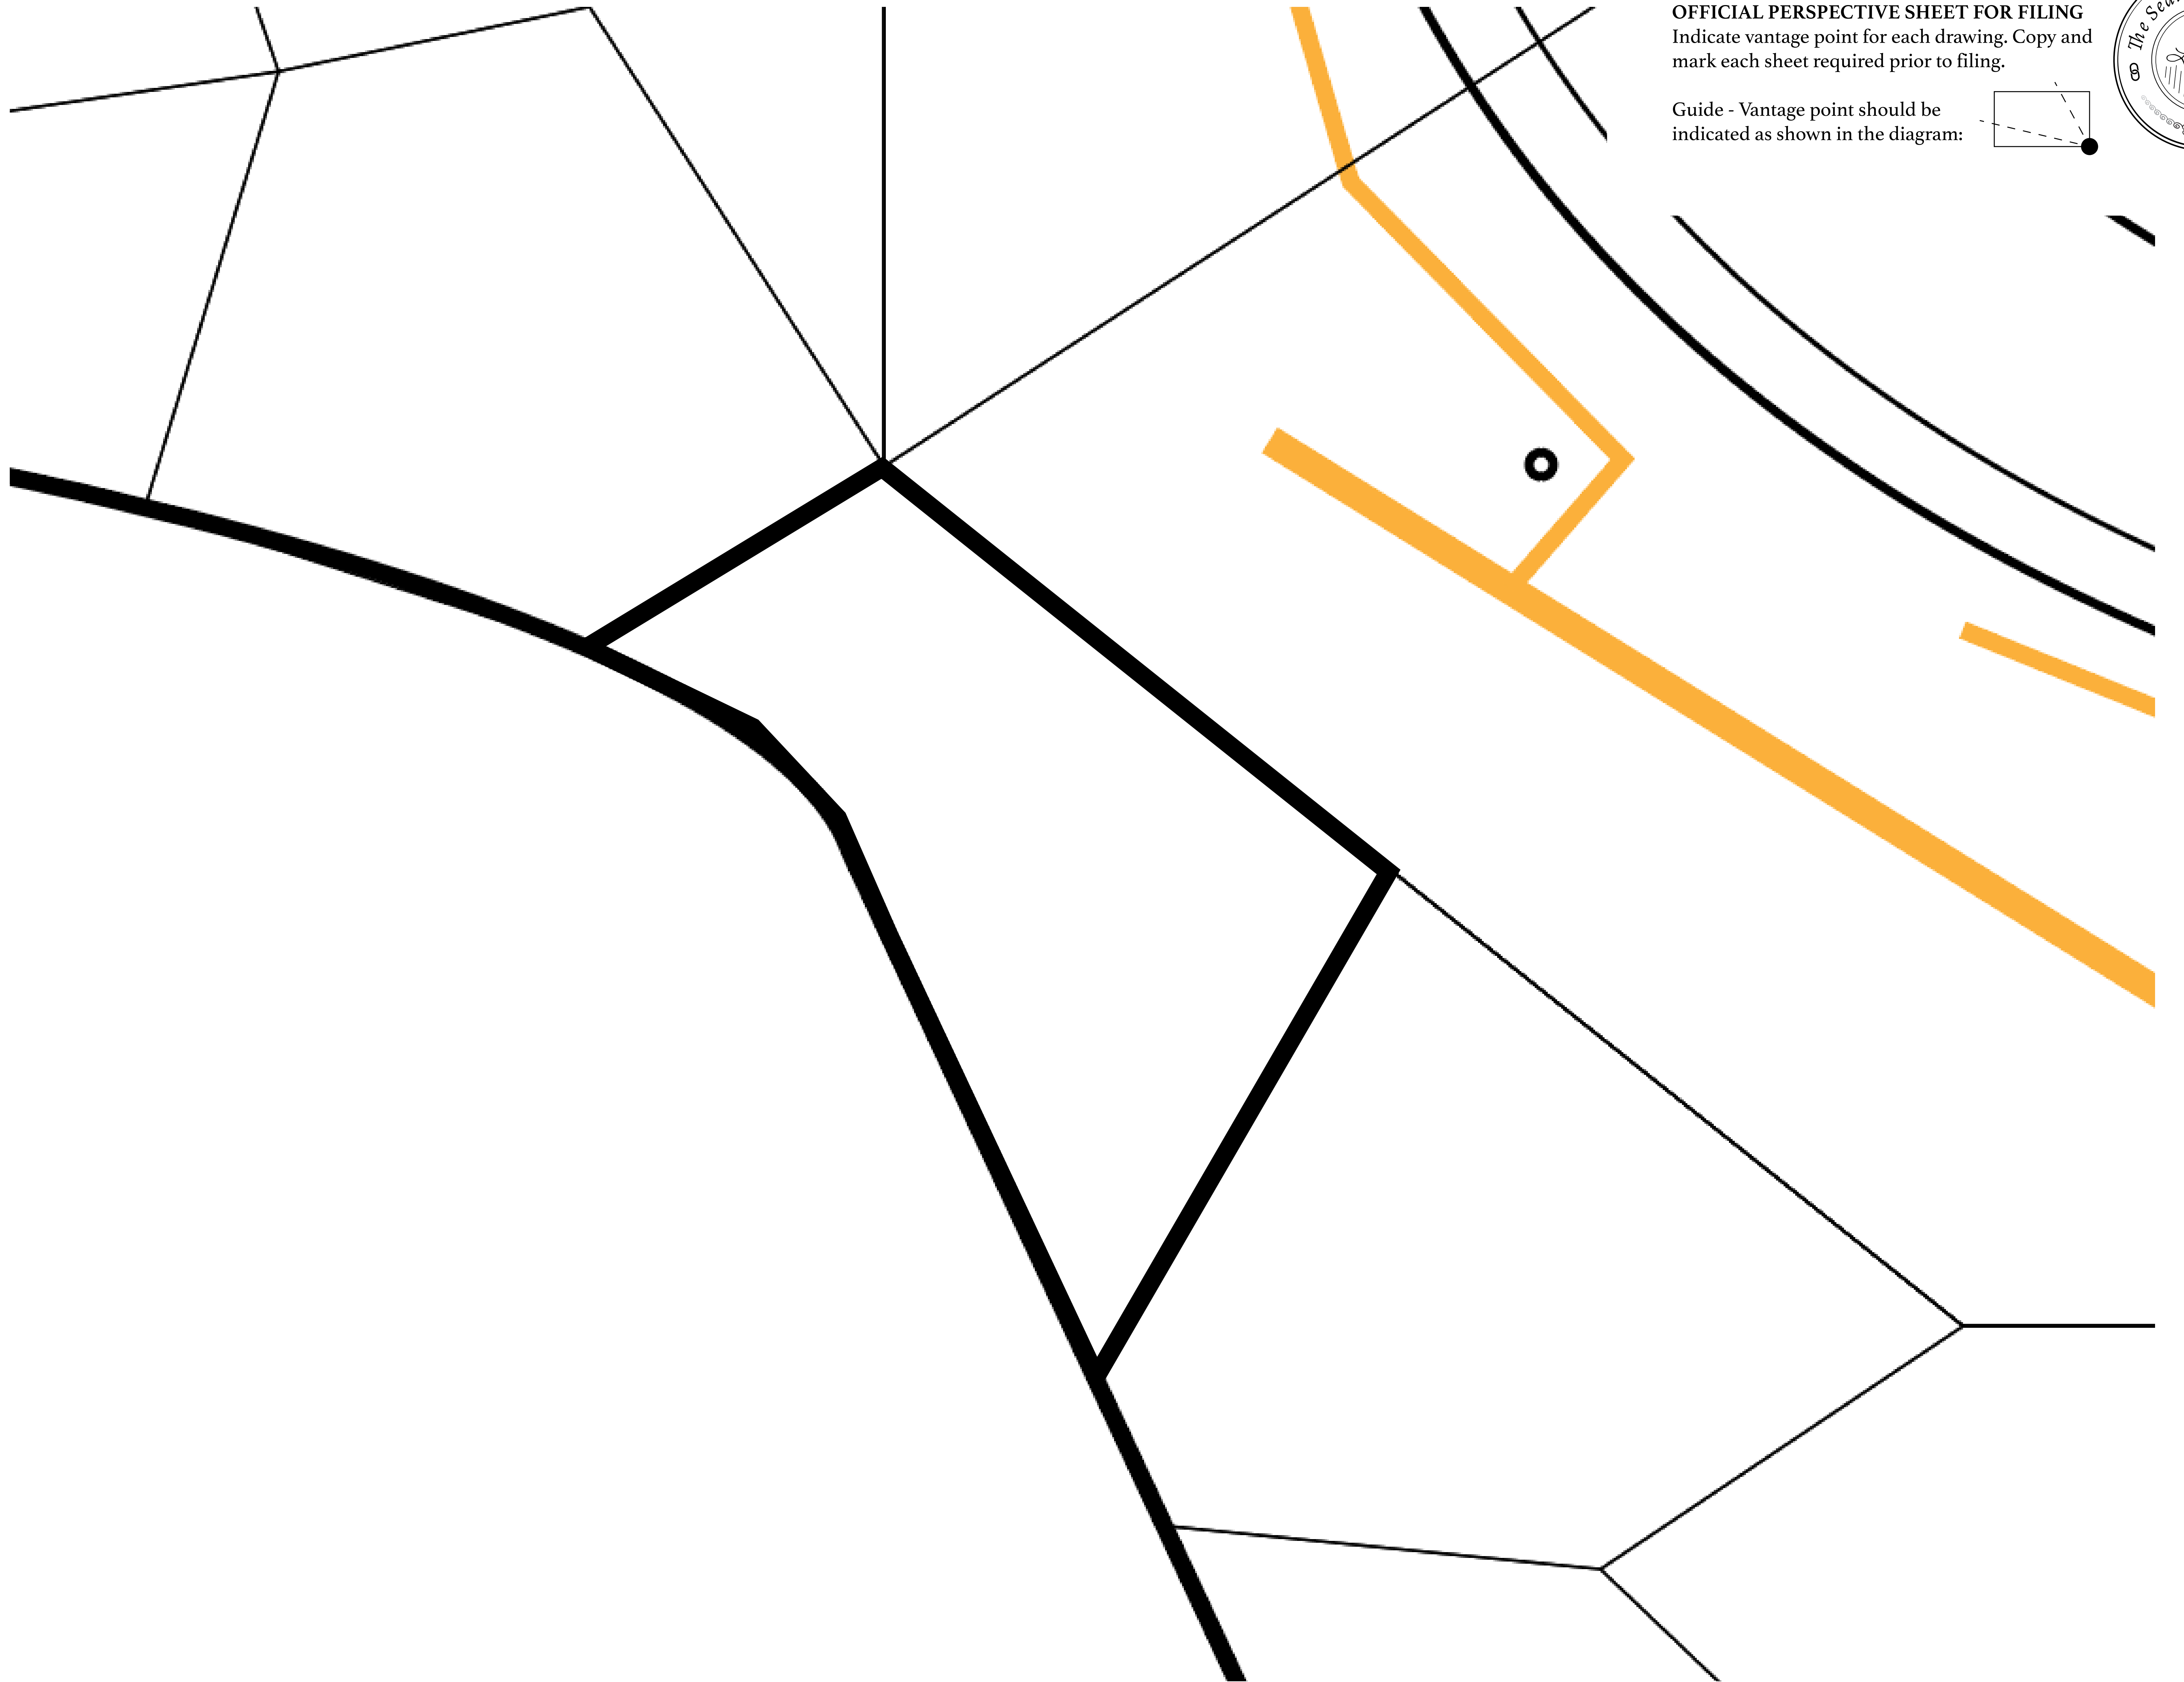 OFFICIAL PERSPECTIVE SHEET FOR FILING
Indicate vantage point for each drawing. Copy and
mark each sheet required prior to filing.
Guide - Vantage point should be
indicated as shown in the diagram:
The